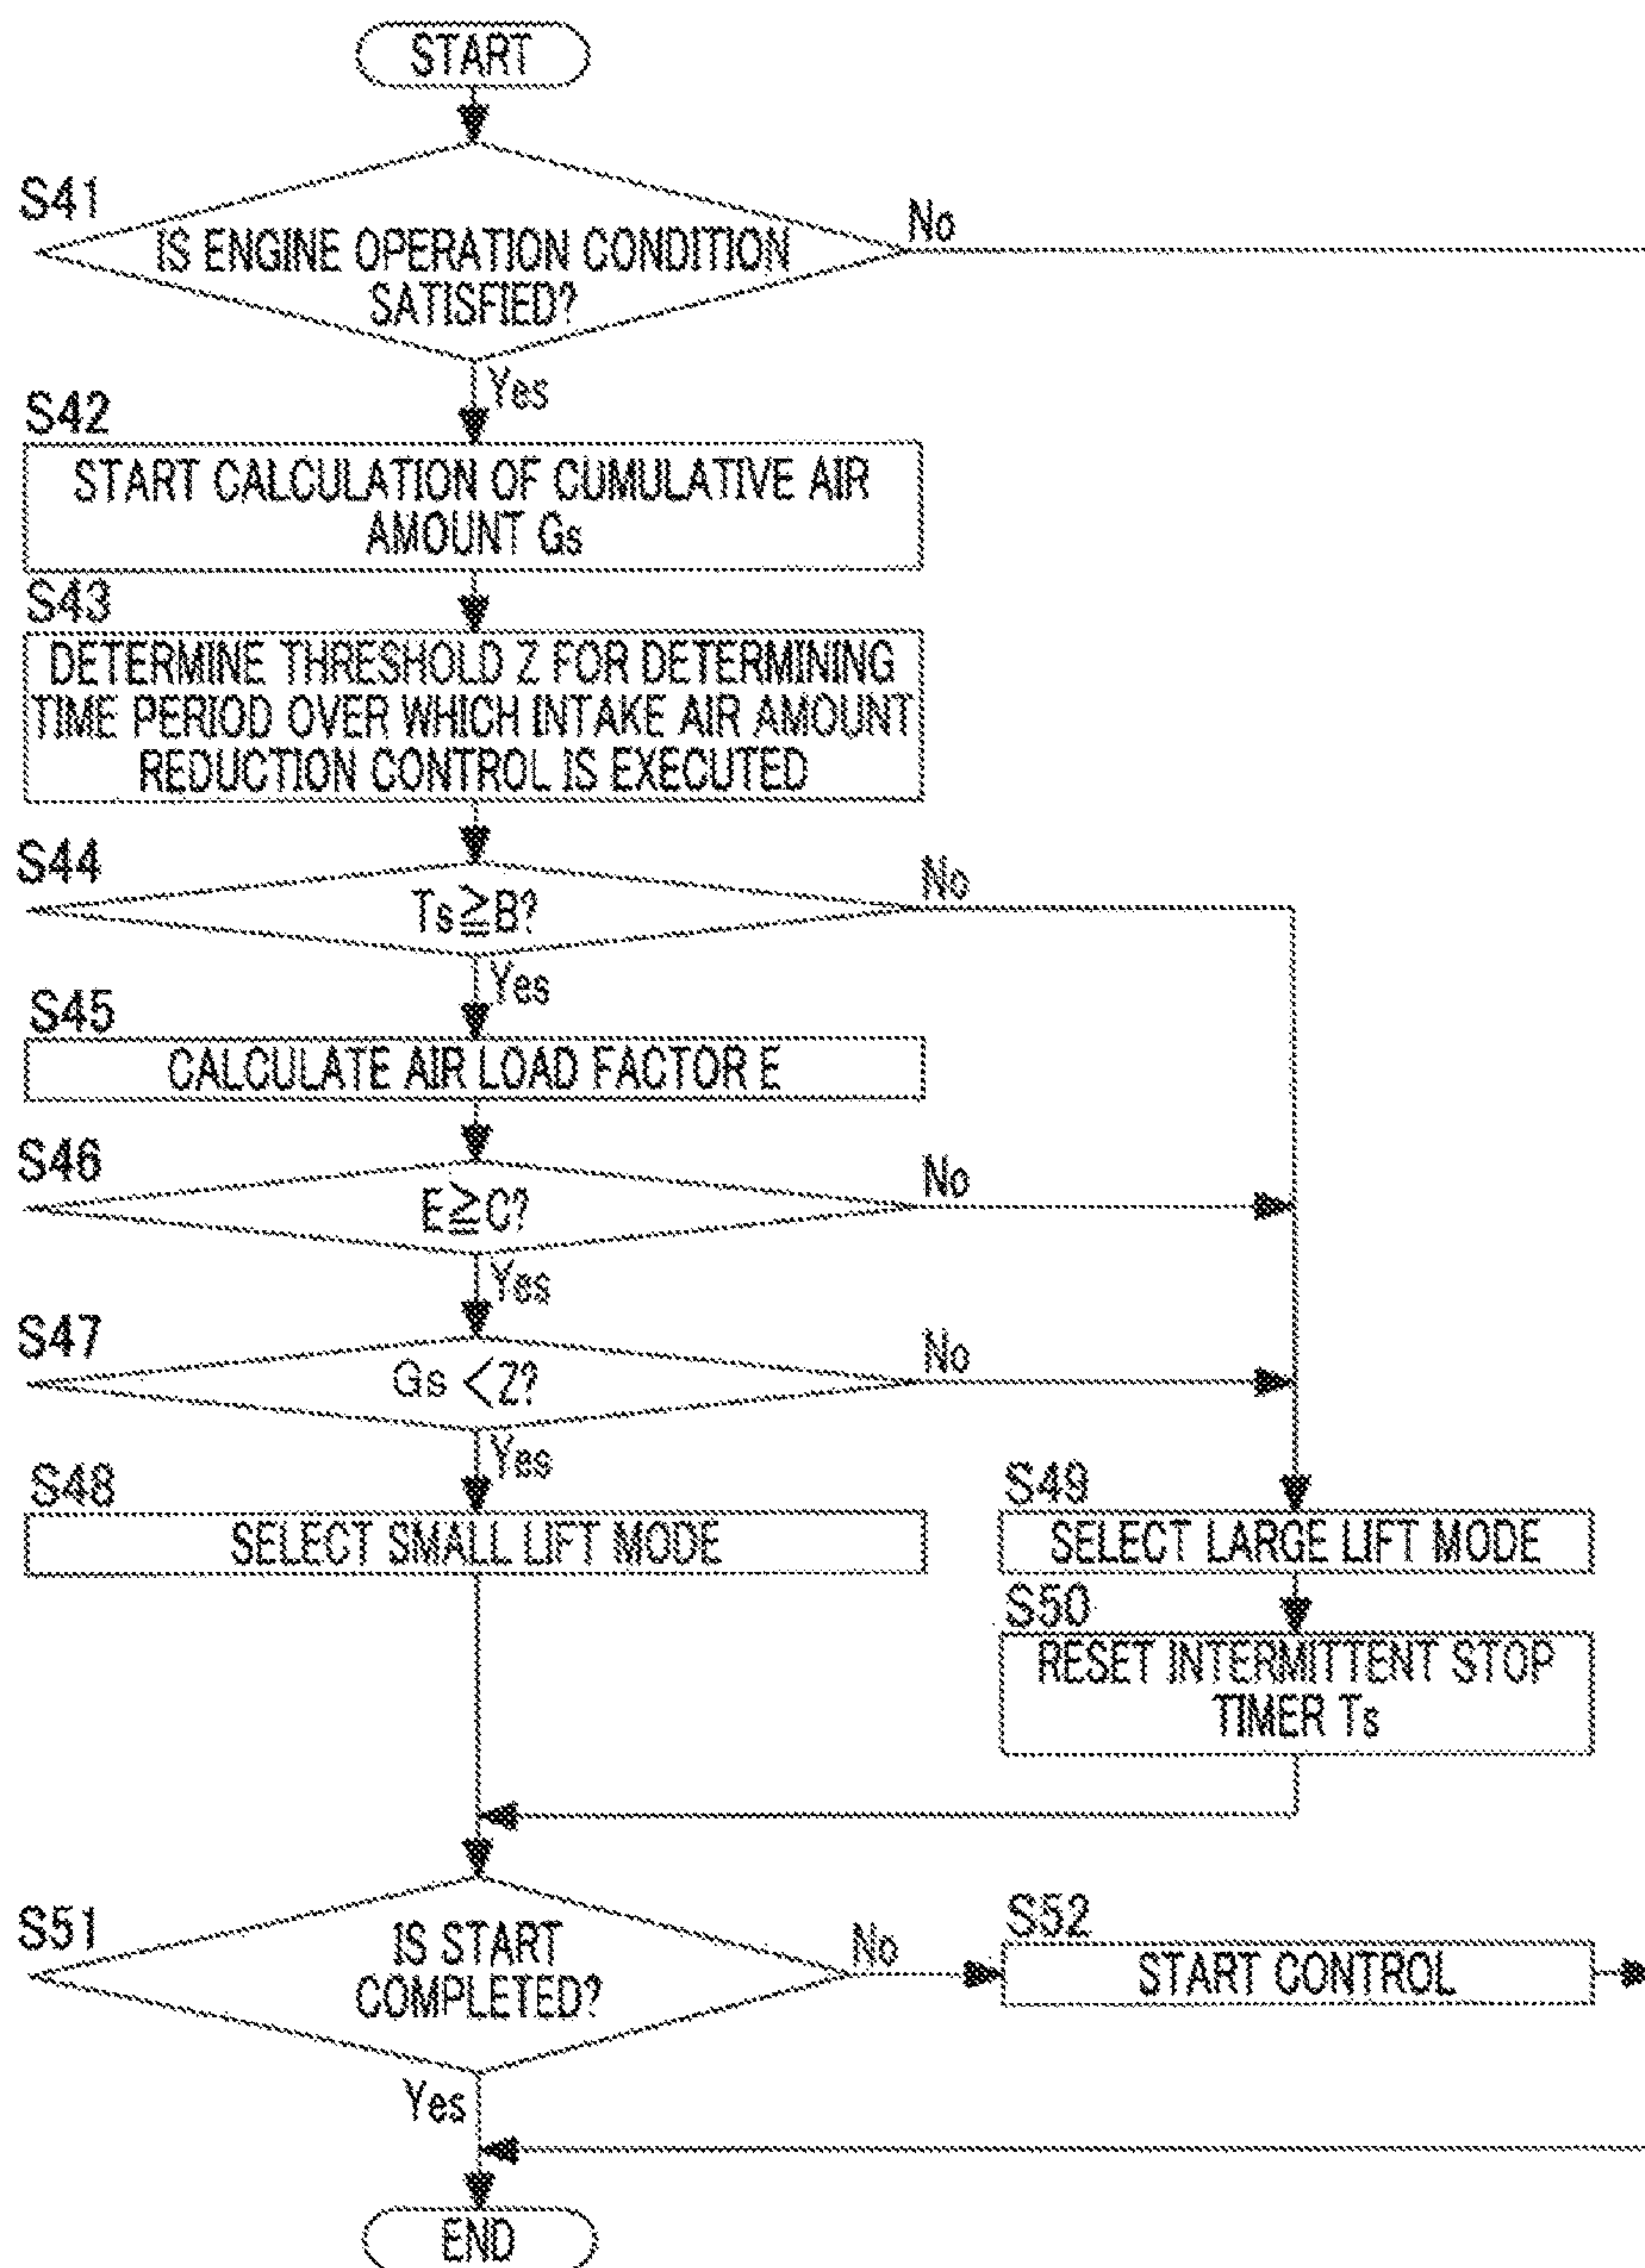 START
S41
No
IS ENGINE OPERATION CONDITION
SATISFIED?
Yes
S42
START CALCULATION OF CUMULATIVE AIR
AMOUNT Gs
S43
DETERMINE THRESHOLD Z FOR DETERMINING
TIME PERIOD OVER WHICH INTAKE AIR AMOUNT
REDUCTION CONTROL IS EXECUTED
S44
No
Ts≧B?
Yes
S45
CALCULATE AIR LOAD FACTOR E
S46
No
E≧C?
Yes
S47
No
Gs <Z?
Yes
S48
SELECT SMALL LIFT MODE
S49
SELECT LARGE LIFT MODE
S50
RESET INTERMITTENT STOP
TIMER Ts
S51
IS START
COMPLETED?
No
S52
START CONTROL
Yes
END